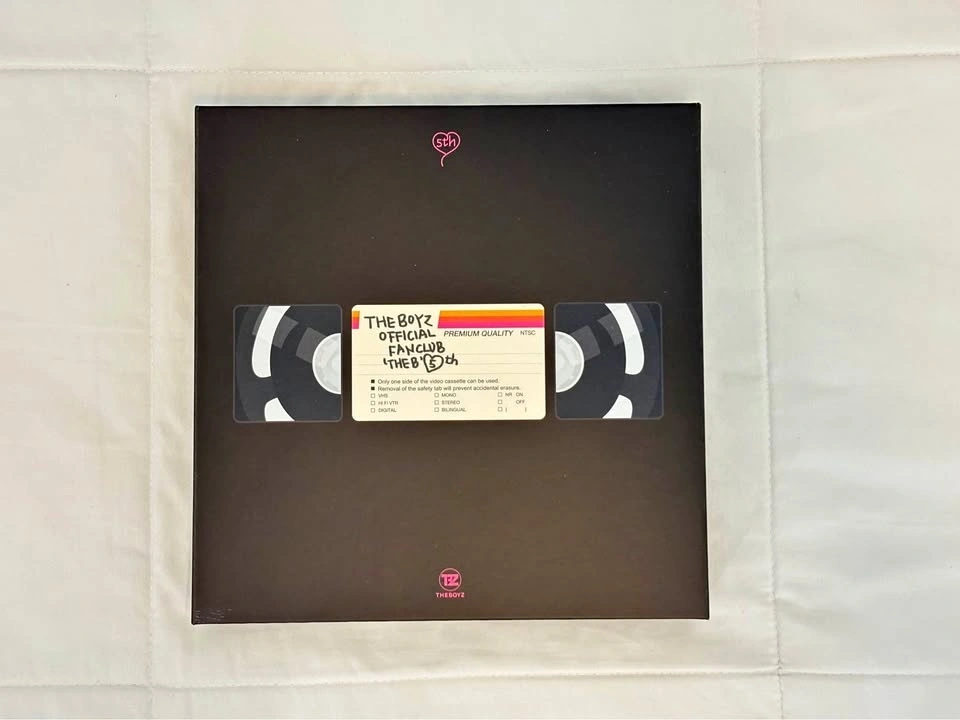 5th
THE BOYZ
OFFICIAL
FANCLUB
'THE B' 5th
PREMIUM QUALITY NTSC
■ Only one side of the video cassette can be used.
■ Removal of the safety tab will prevent accidental erasure.
□ VHS □ MONO □ NR ON
□ HI FI VTR □ STEREO OFF
□ DIGITAL □ BILINGUAL □ ( )
TBZ
THEBOYZ